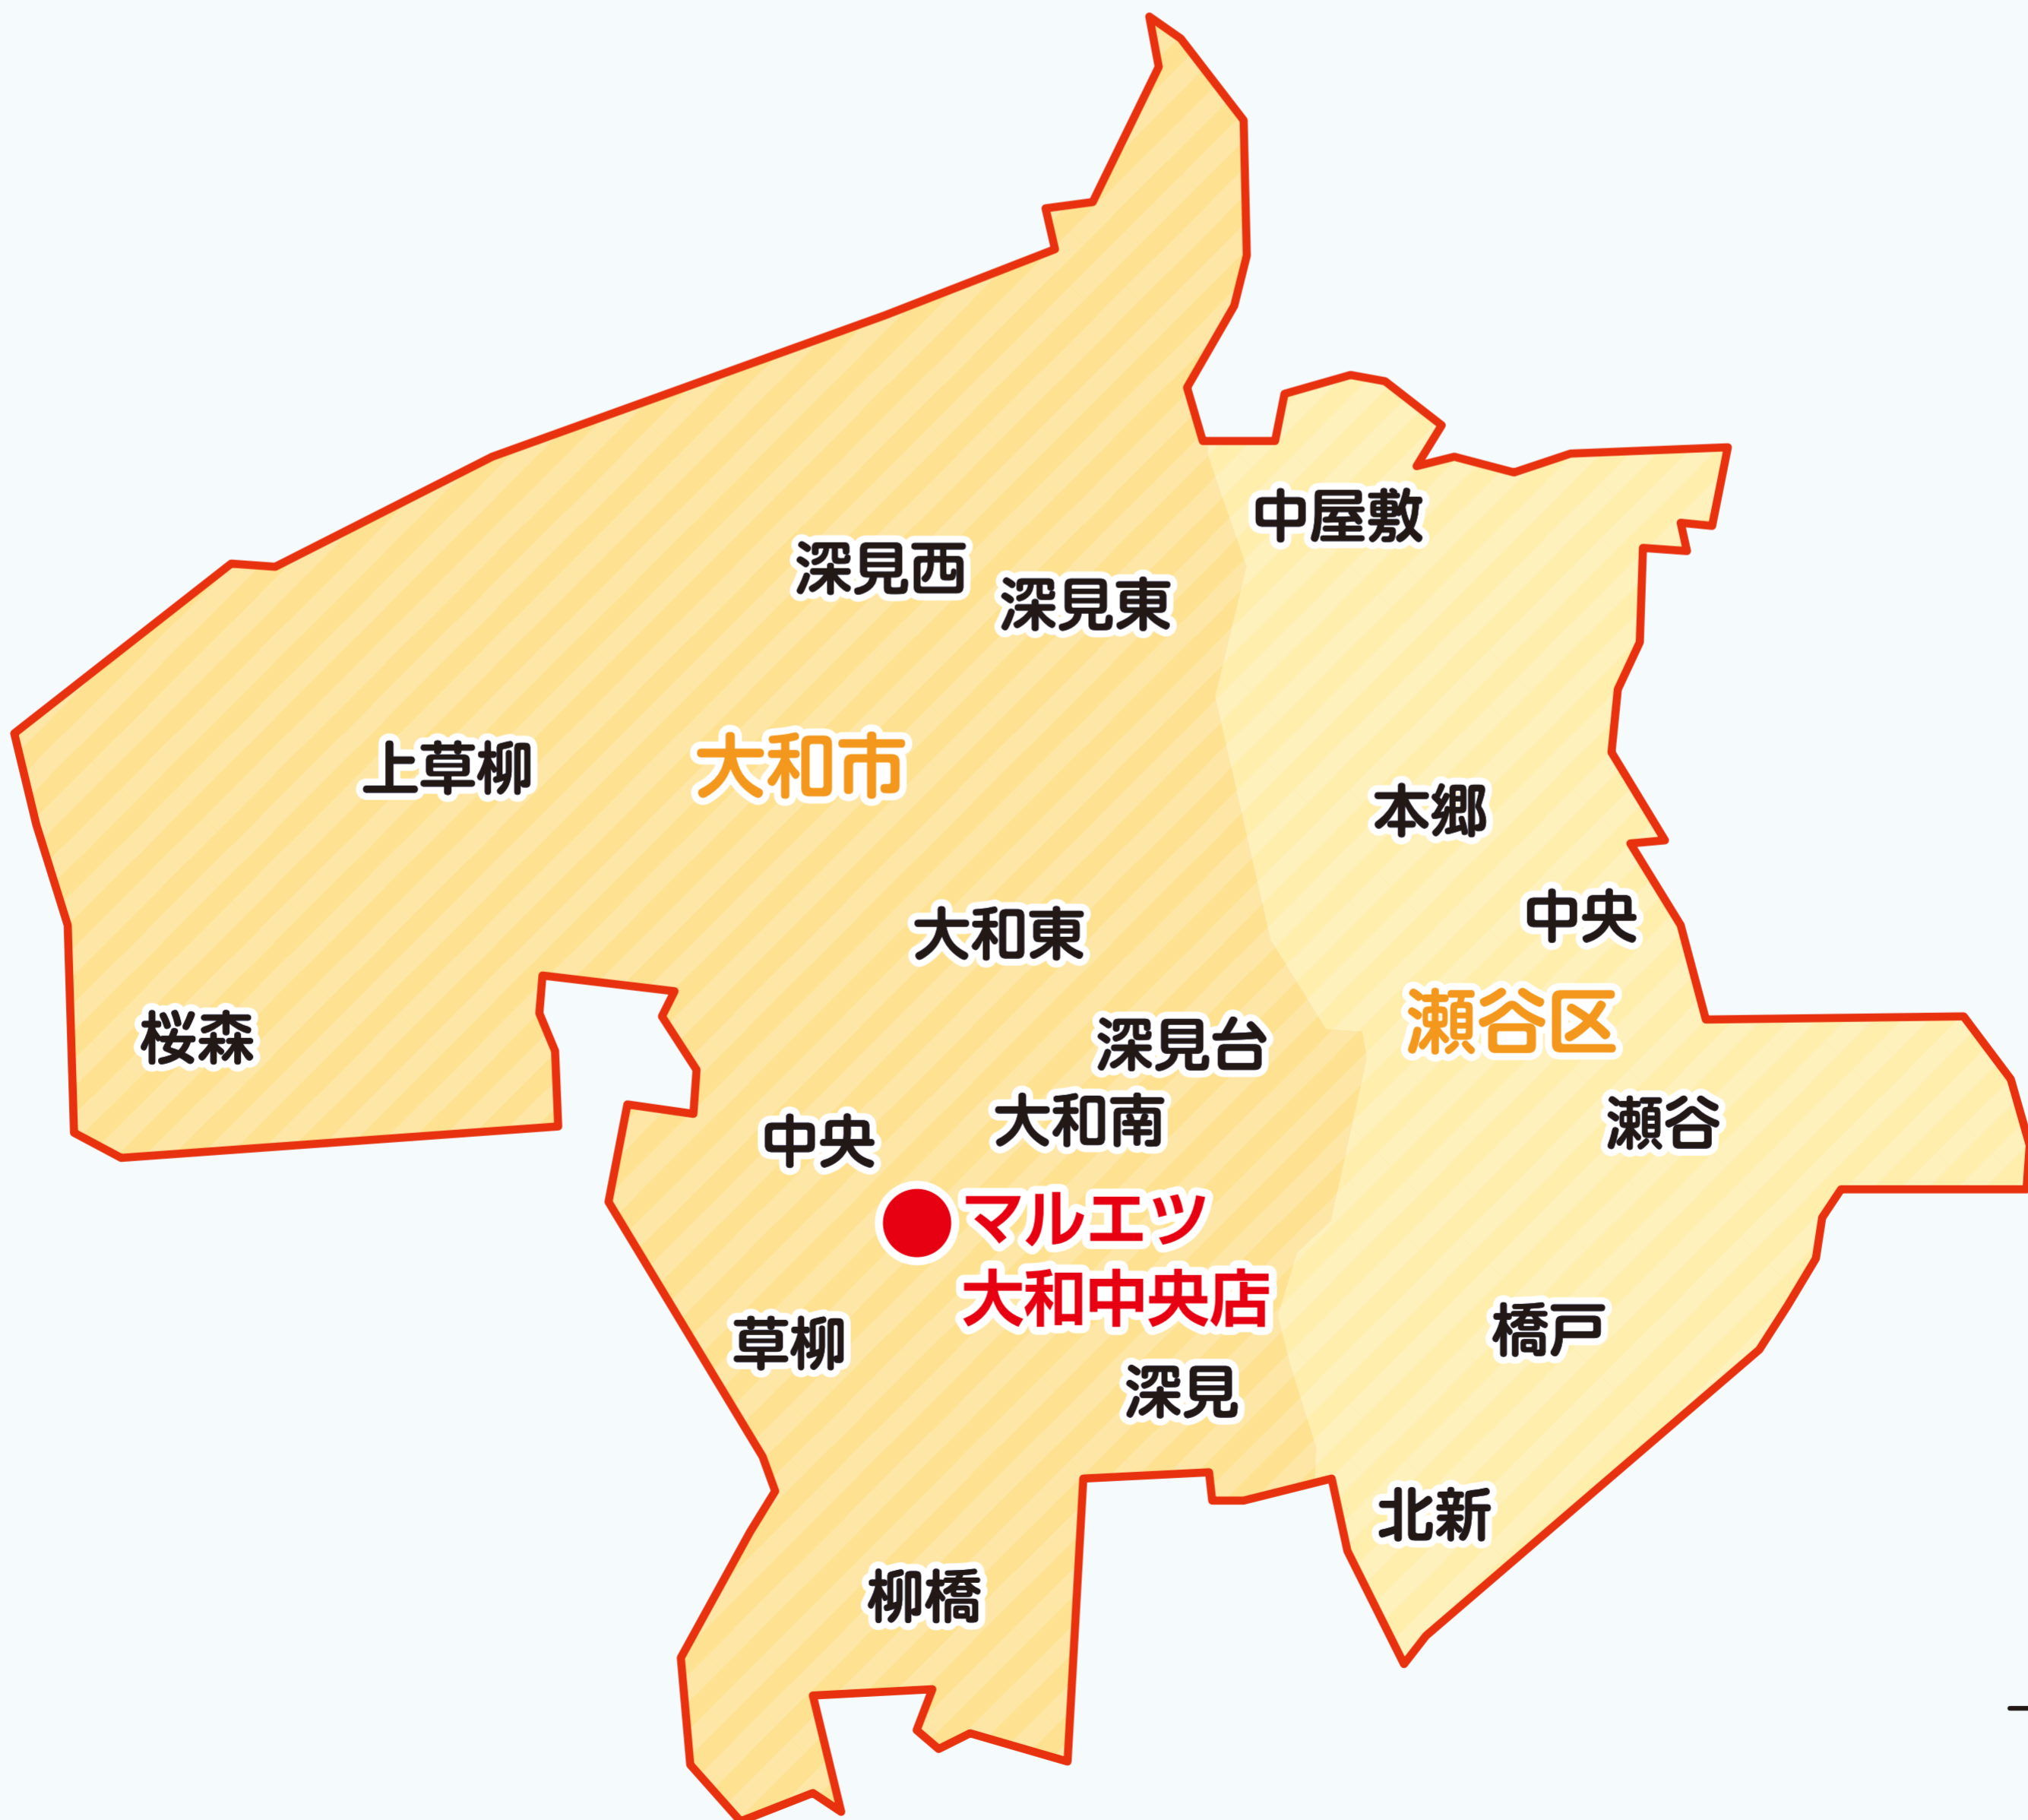 中屋敷
深見西
深見東
上草柳
大和市
本郷
中央
大和東
瀬谷区
桜森
深見台
大和南
瀬谷
中央
マルエツ
大和中央店
草柳
橋戸
深見
北新
柳橋